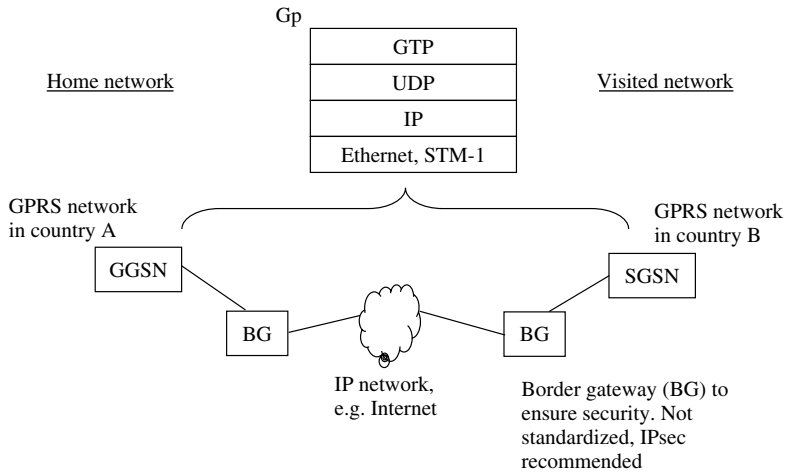 Gp
GTP
Home network
UDP
Visited network
IP
Ethernet, STM-1
GPRS network
in country A
GPRS network
in country B
GGSN
SGSN
BG
BG
IP network,
e.g. Internet
Border gateway (BG) to
ensure security. Not
standardized, IPsec
recommended